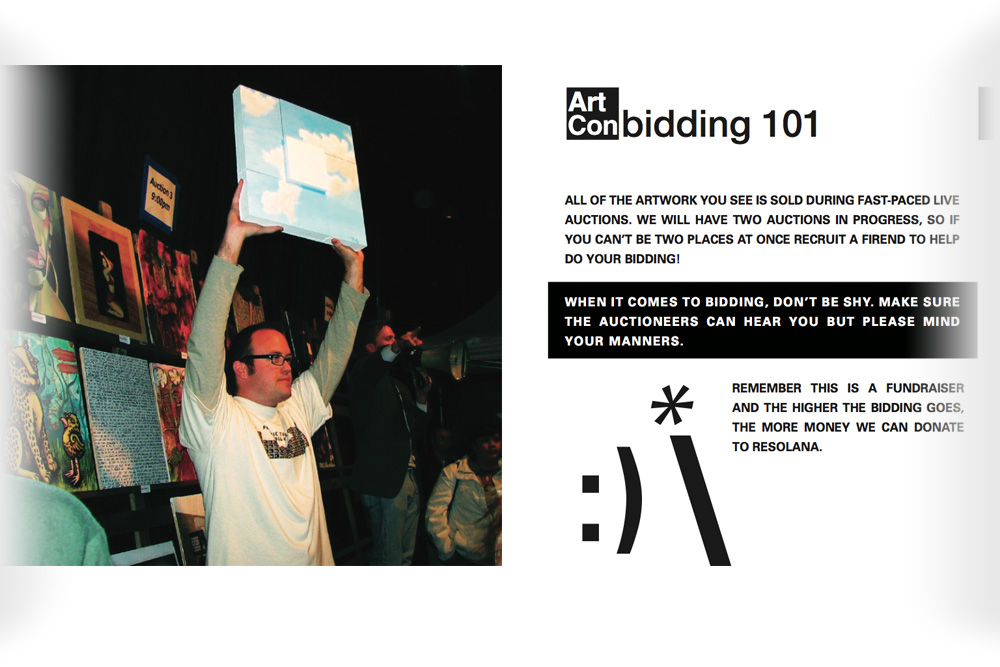 Auction 3
9:00pm
Art
Con bidding 101
ALL OF THE ARTWORK YOU SEE IS SOLD DURING FAST-PACED LIVE
AUCTIONS. WE WILL HAVE TWO AUCTIONS IN PROGRESS, SO IF
YOU CAN'T BE TWO PLACES AT ONCE RECRUIT A FIREND TO HELP
DO YOUR BIDDING!
WHEN IT COMES TO BIDDING, DON'T BE SHY. MAKE SURE
THE AUCTIONEERS CAN HEAR YOU BUT PLEASE MIND
YOUR MANNERS.
REMEMBER THIS IS A FUNDRAISER
AND THE HIGHER THE BIDDING GOES,
THE MORE MONEY WE CAN DONATE
TO RESOLANA.
*
:) \